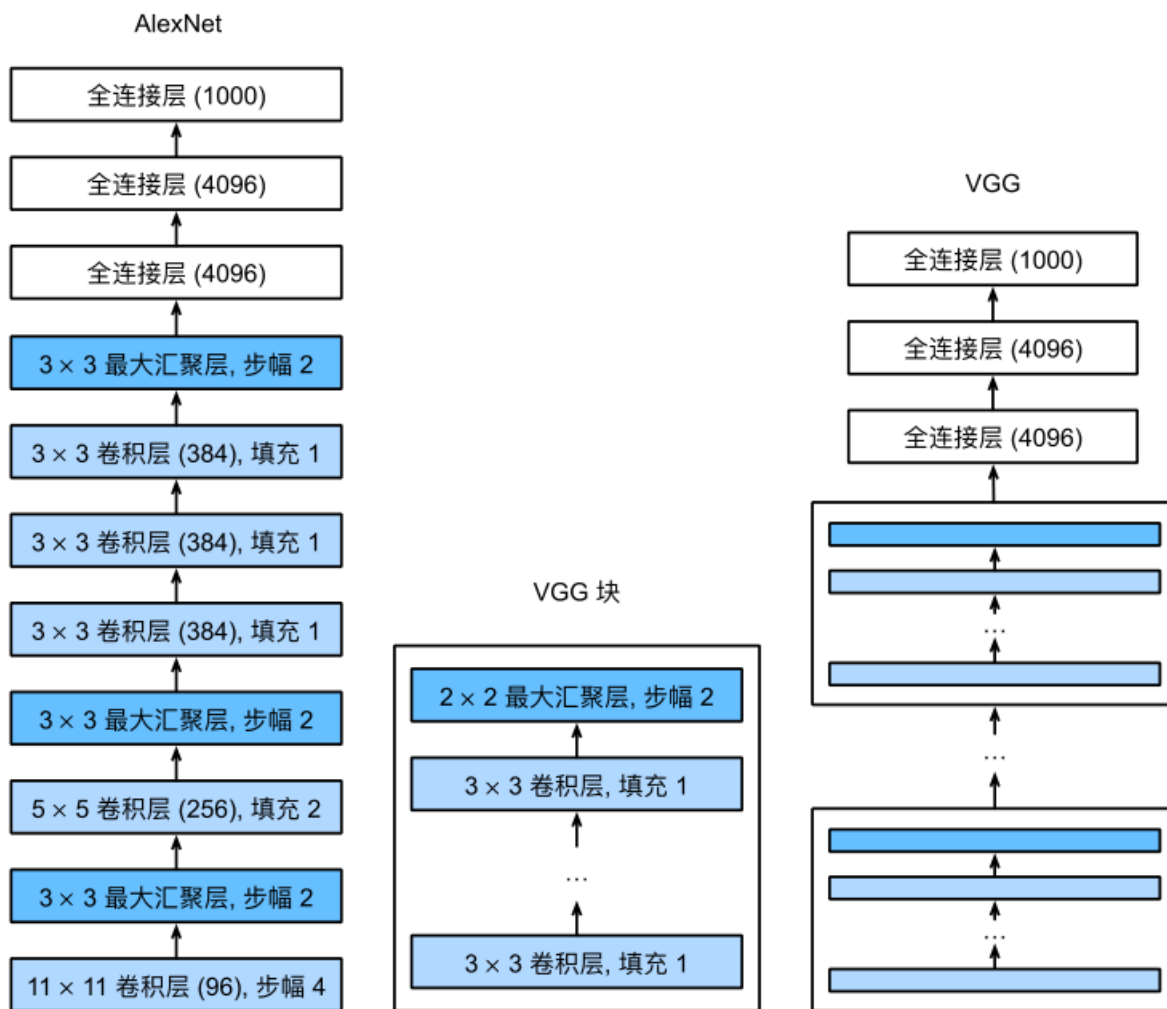 AlexNet
全连接层 (1000)
全连接层 (4096)
全连接层 (4096)
3 × 3 最大汇聚层, 步幅 2
3 × 3 卷积层 (384), 填充 1
3 × 3 卷积层 (384), 填充 1
3 × 3 卷积层 (384), 填充 1
3 × 3 最大汇聚层, 步幅 2
5 × 5 卷积层 (256), 填充 2
3 × 3 最大汇聚层, 步幅 2
11 × 11 卷积层 (96), 步幅 4
VGG 块
2 × 2 最大汇聚层, 步幅 2
3 × 3 卷积层, 填充 1
...
3 × 3 卷积层, 填充 1
VGG
全连接层 (1000)
全连接层 (4096)
全连接层 (4096)
...
...
...